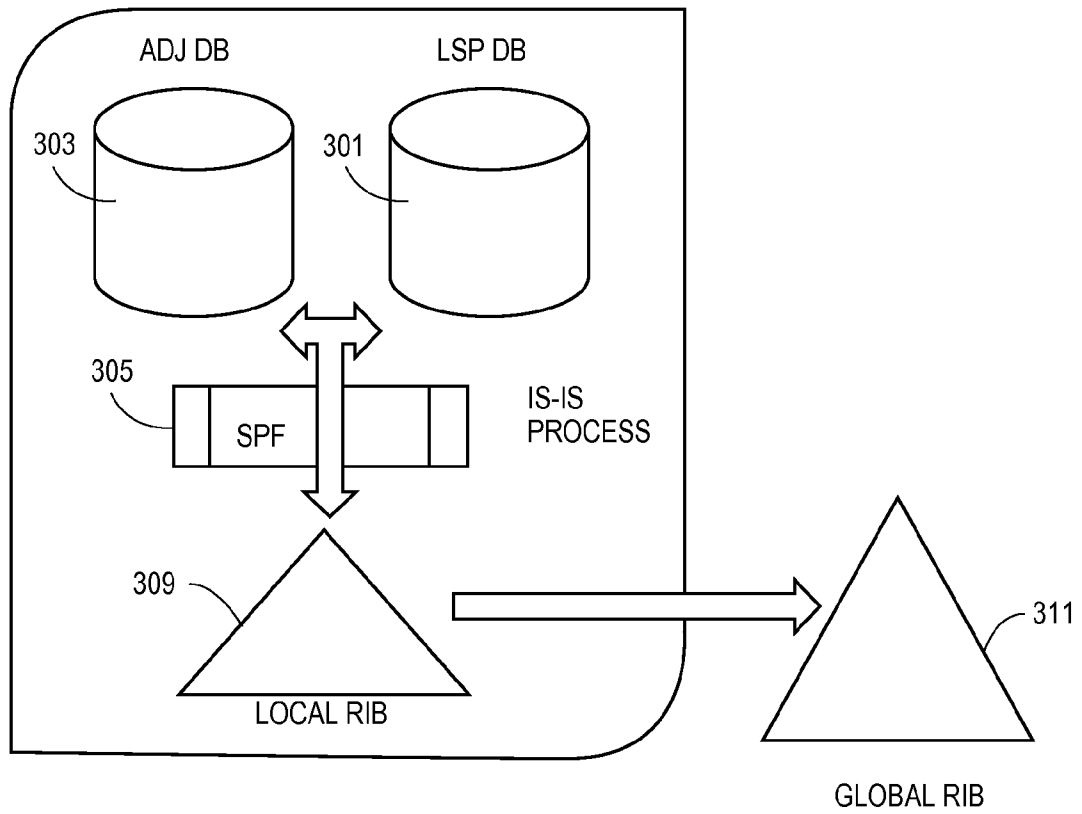 ADJ DB
LSP DB
303
301
305
SPF
IS-IS
PROCESS
309
LOCAL RIB
311
GLOBAL RIB